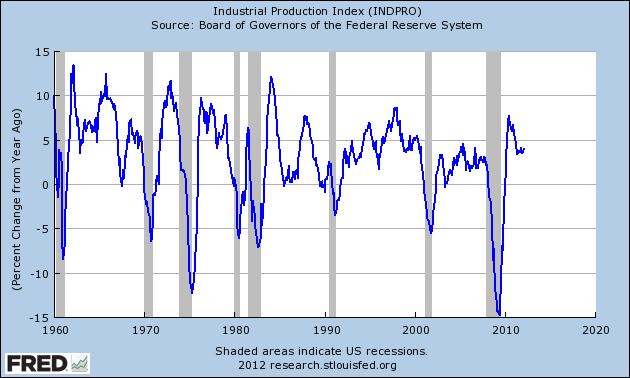 Industrial Production Index (INDPRO)
Source: Board of Governors of the Federal Reserve System
(Percent Change from Year Ago)
15
10
5
0
-5
-10
-15
1960 1970 1980 1990 2000 2010 2020
Shaded areas indicate US recessions.
2012 research.stlouisfed.org
FRED